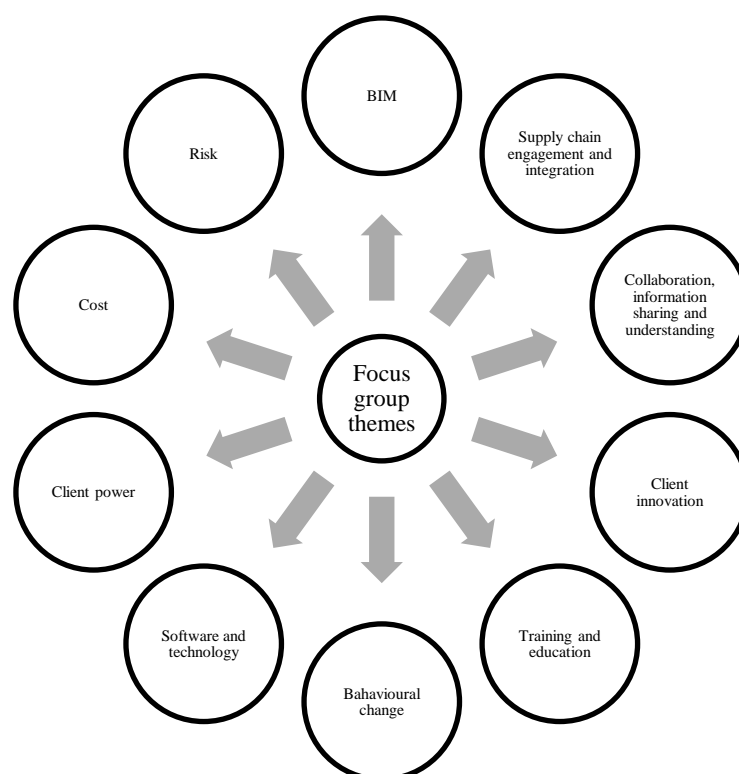 BIM
Supply chain
engagement and
integration
Risk
Collaboration,
information
sharing and
understanding
Cost
Focus
group
themes
Client power
Client
innovation
Software and
technology
Training and
education
Bahavioural
change